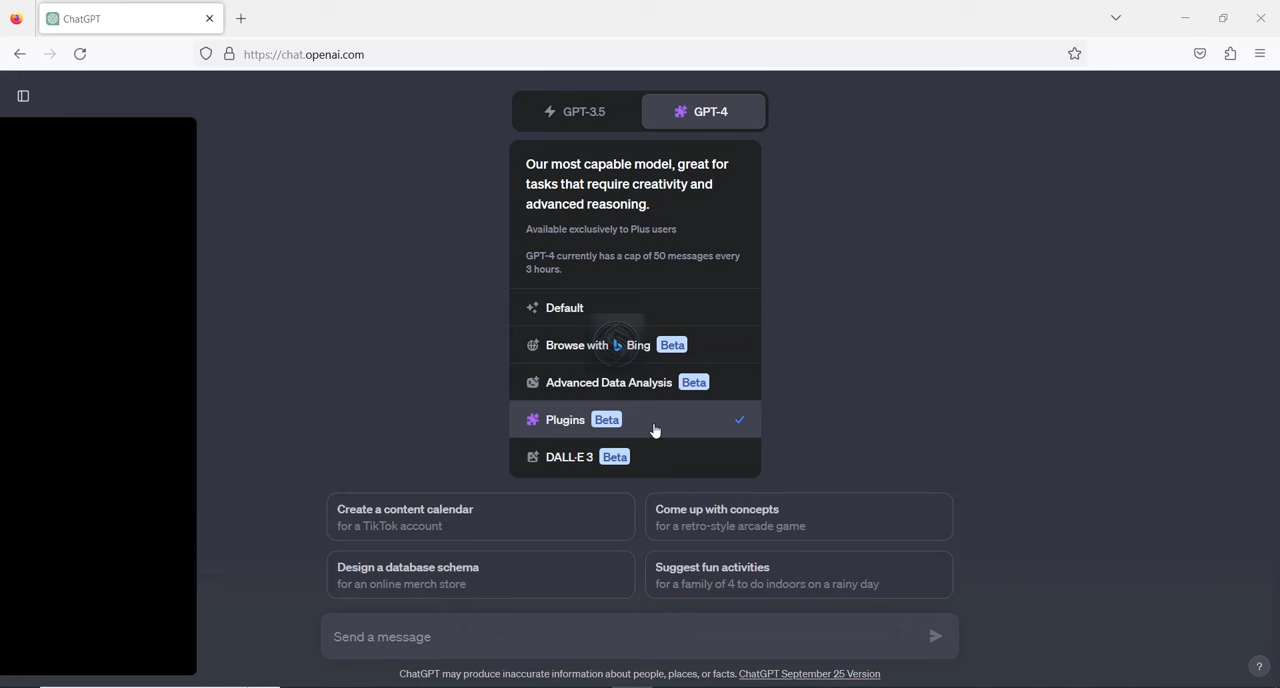 ChatGPT
https://chat.openai.com
GPT-3.5
GPT-4
Our most capable model, great for
tasks that require creativity and
advanced reasoning.
Available exclusively to Plus users
GPT-4 currently has a cap of 50 messages every
3 hours.
Default
Browse with Bing Beta
Advanced Data Analysis Beta
Plugins Beta
DALL·E 3 Beta
Create a content calendar
for a TikTok account
Come up with concepts
for a retro-style arcade game
Design a database schema
for an online merch store
Suggest fun activities
for a family of 4 to do indoors on a rainy day
Send a message
ChatGPT may produce inaccurate information about people, places, or facts. ChatGPT September 25 Version
?